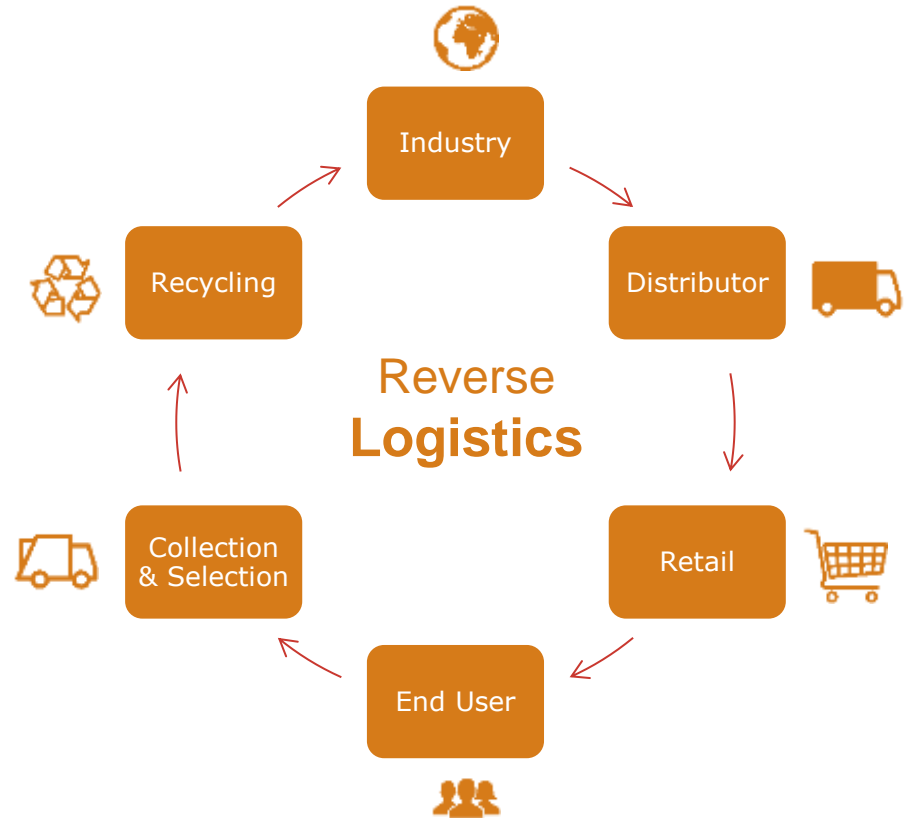 Industry
Distributor
Retail
End User
Collection
& Selection
Recycling
Reverse
Logistics